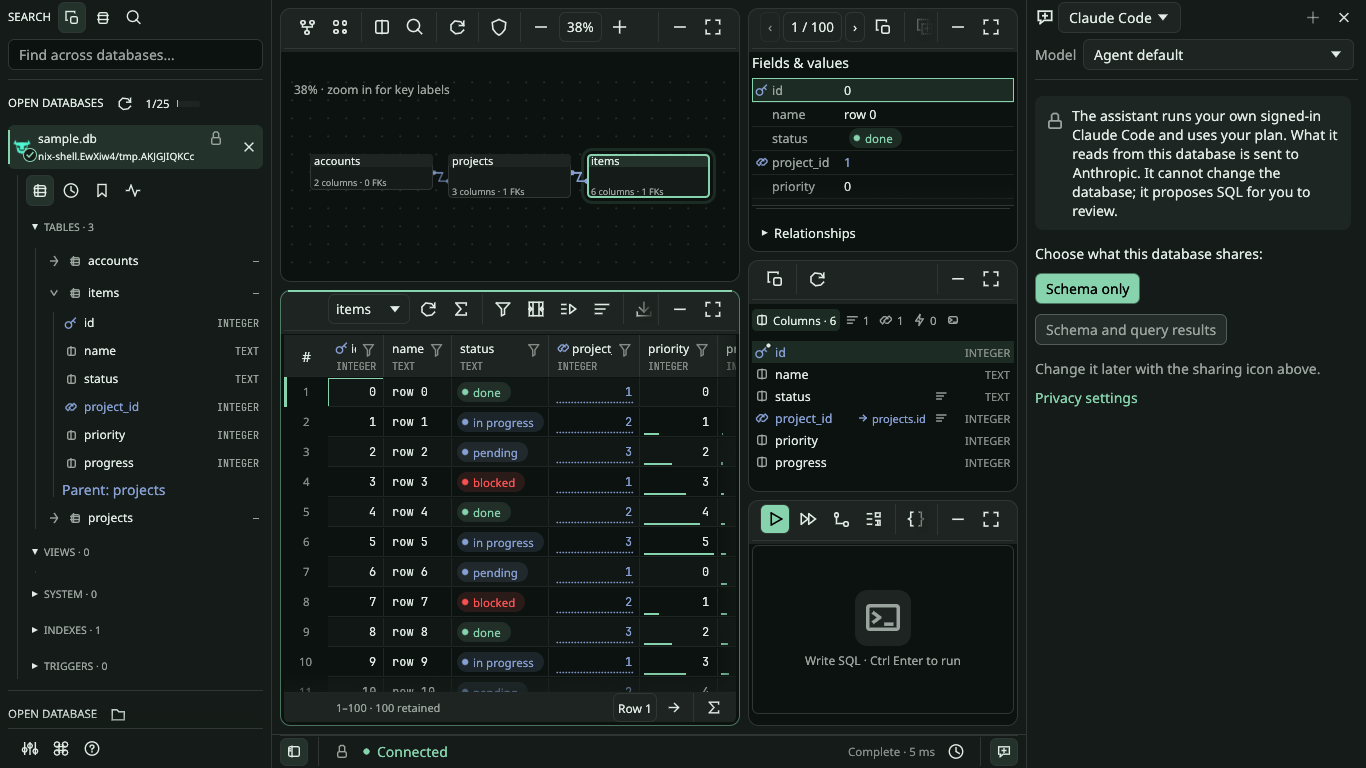 SEARCH
Find across databases...
OPEN DATABASES 1/25
sample.db
nix-shell.EwXiw4/tmp.AKJGJIQKCc
TABLES · 3
accounts –
items –
id INTEGER
name TEXT
status TEXT
project_id INTEGER
priority INTEGER
progress INTEGER
Parent: projects
projects –
VIEWS · 0
SYSTEM · 0
INDEXES · 1
TRIGGERS · 0
OPEN DATABASE
38%
38% · zoom in for key labels
accounts
2 columns · 0 FKs
projects
3 columns · 1 FKs
items
6 columns · 1 FKs
items
# name status project priority
INTEGER TEXT TEXT INTEGER INTEGER
1 0 row 0 done 1 0
2 1 row 1 in progress 2 1
3 2 row 2 pending 3 2
4 3 row 3 blocked 1 3
5 4 row 4 done 2 4
6 5 row 5 in progress 3 5
7 6 row 6 pending 1 0
8 7 row 7 blocked 2 1
9 8 row 8 done 3 2
10 9 row 9 in progress 1 3
11 10 row 10 pending 2 4
1–100 · 100 retained
Row 1
1 / 100
Fields & values
id 0
name row 0
status done
project_id 1
priority 0
Relationships
Columns · 6 1 1 0
id INTEGER
name TEXT
status TEXT
project_id projects.id INTEGER
priority INTEGER
progress INTEGER
Write SQL · Ctrl Enter to run
Connected
Complete · 5 ms
Claude Code
Model Agent default
The assistant runs your own signed-in
Claude Code and uses your plan. What it
reads from this database is sent to
Anthropic. It cannot change the
database; it proposes SQL for you to
review.
Choose what this database shares:
Schema only
Schema and query results
Change it later with the sharing icon above.
Privacy settings